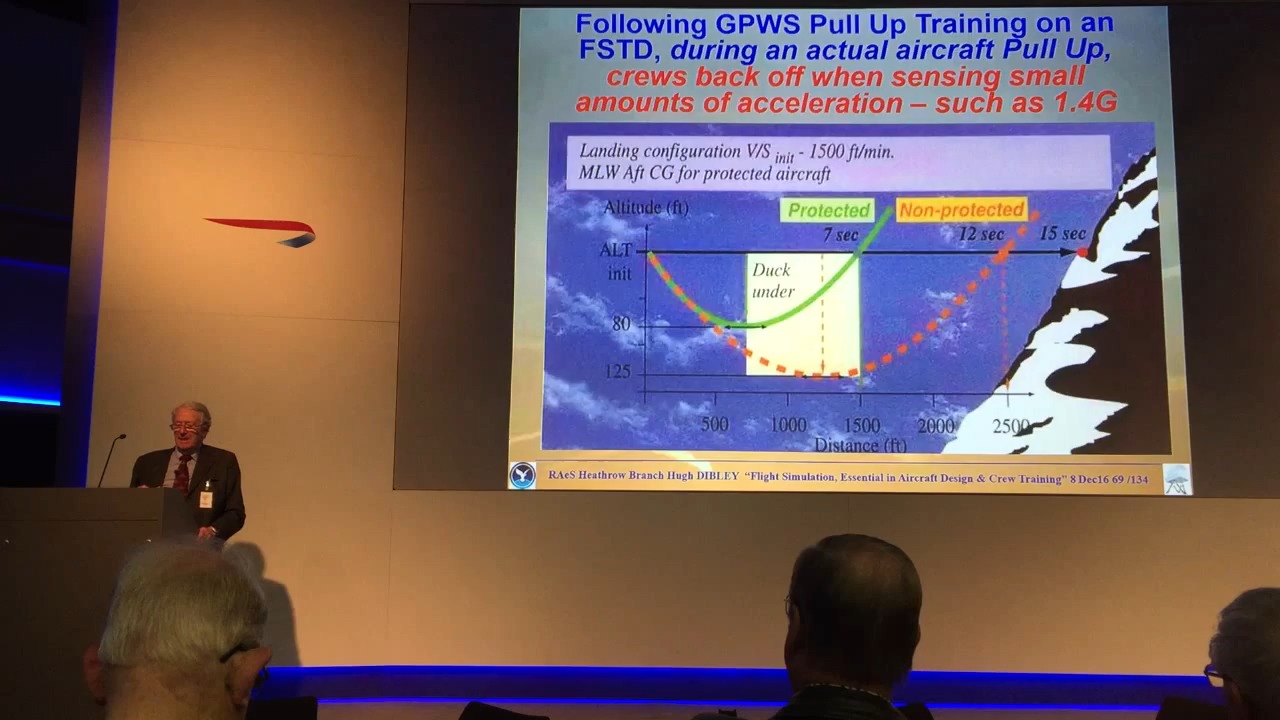 Following GPWS Pull Up Training on an
FSTD, during an actual aircraft Pull Up,
crews back off when sensing small
amounts of acceleration – such as 1.4G
Landing configuration V/S init - 1500 ft/min.
MLW Aft CG for protected aircraft
Altitude (ft)
Protected
Non-protected
7 sec
12 sec
15 sec
ALT
init
Duck
under
80
125
500
1000
1500
2000
2500
Distance (ft)
RAeS Heathrow Branch Hugh DIBLEY “Flight Simulation, Essential in Aircraft Design & Crew Training” 8 Dec16 69 /134